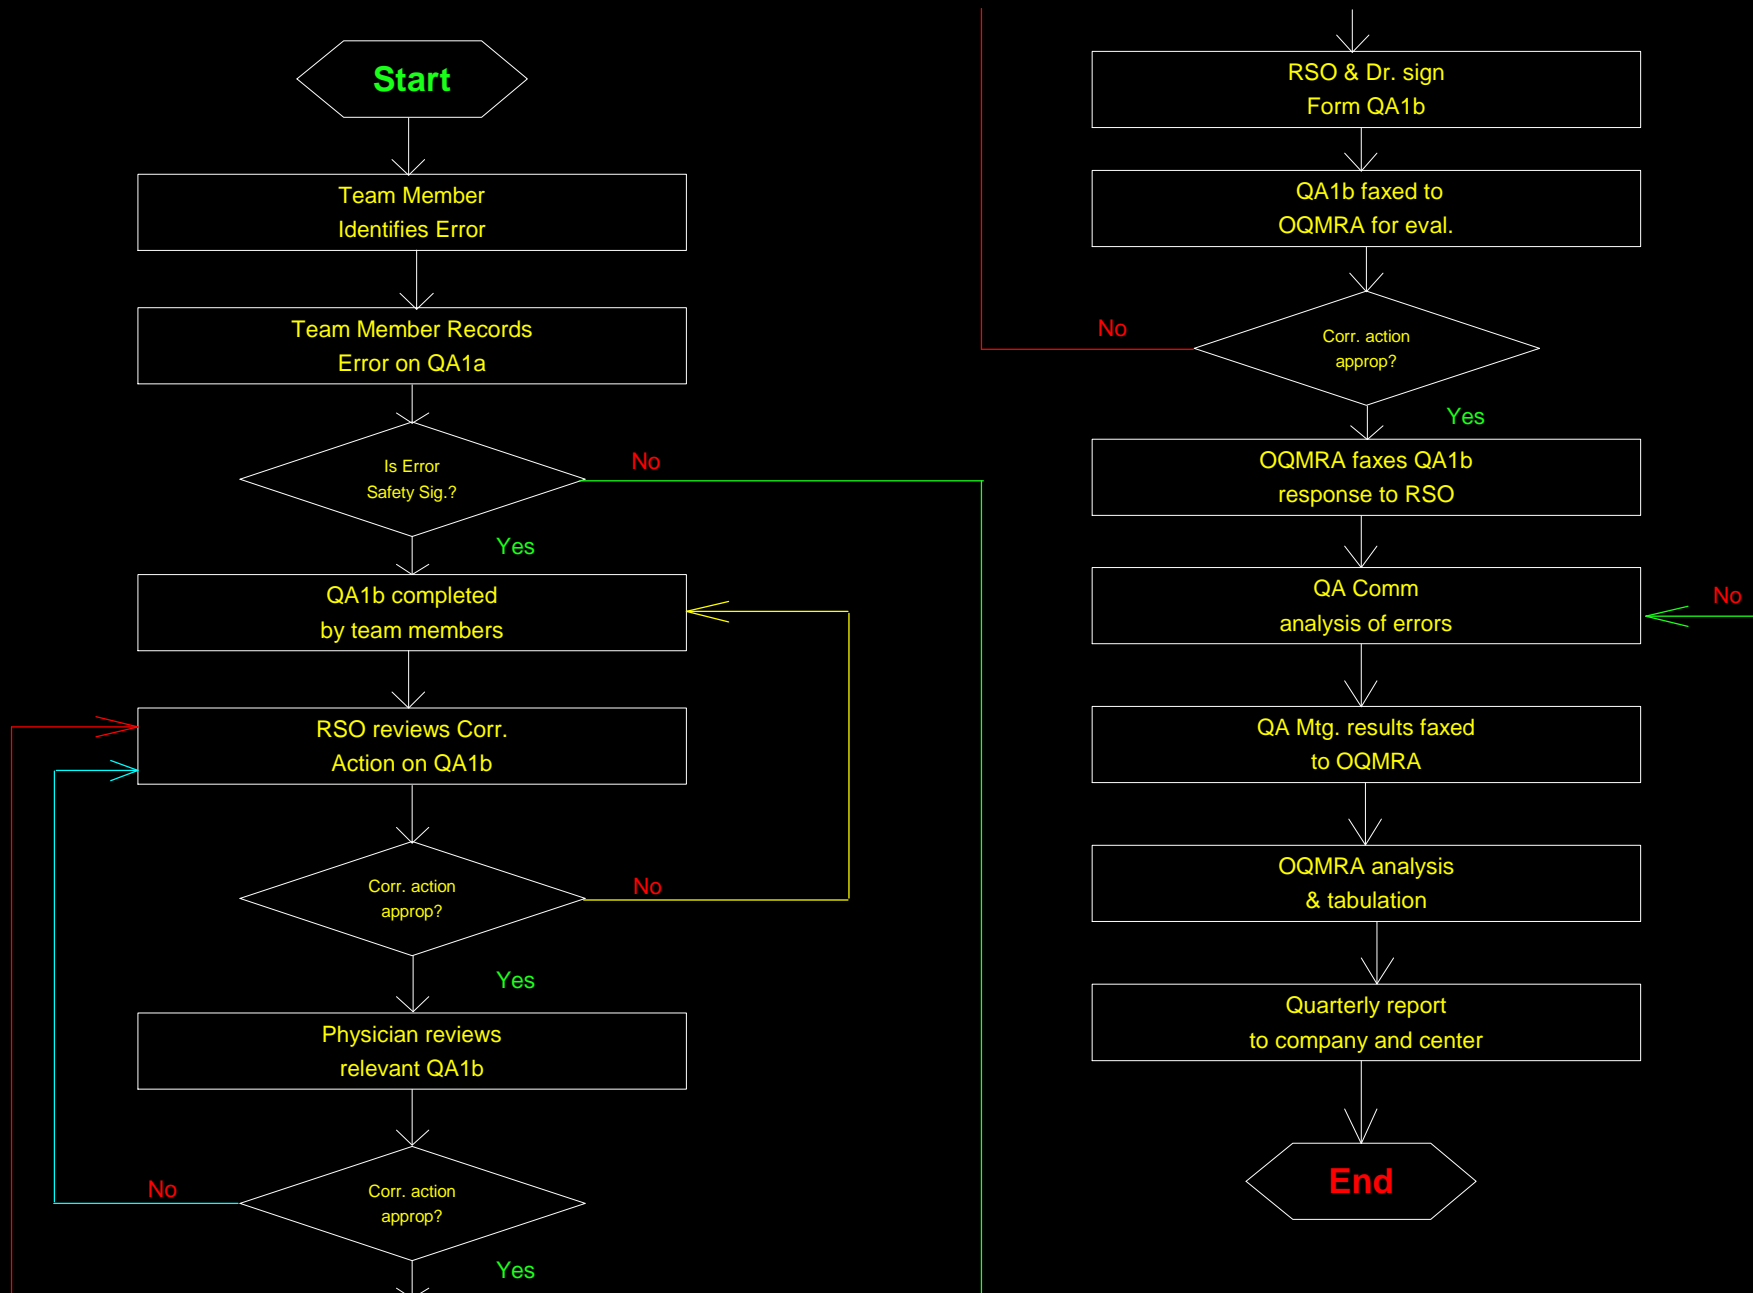 Start
Team Member
Identifies Error
Team Member Records
Error on QA1a
Is Error
Safety Sig.?
No
Yes
QA1b completed
by team members
RSO reviews Corr.
Action on QA1b
Corr. action
approp?
No
Yes
Physician reviews
relevant QA1b
Corr. action
approp?
No
Yes
RSO & Dr. sign
Form QA1b
QA1b faxed to
OQMRA for eval.
No
Corr. action
approp?
Yes
OQMRA faxes QA1b
response to RSO
QA Comm
analysis of errors
No
QA Mtg. results faxed
to OQMRA
OQMRA analysis
& tabulation
Quarterly report
to company and center
End